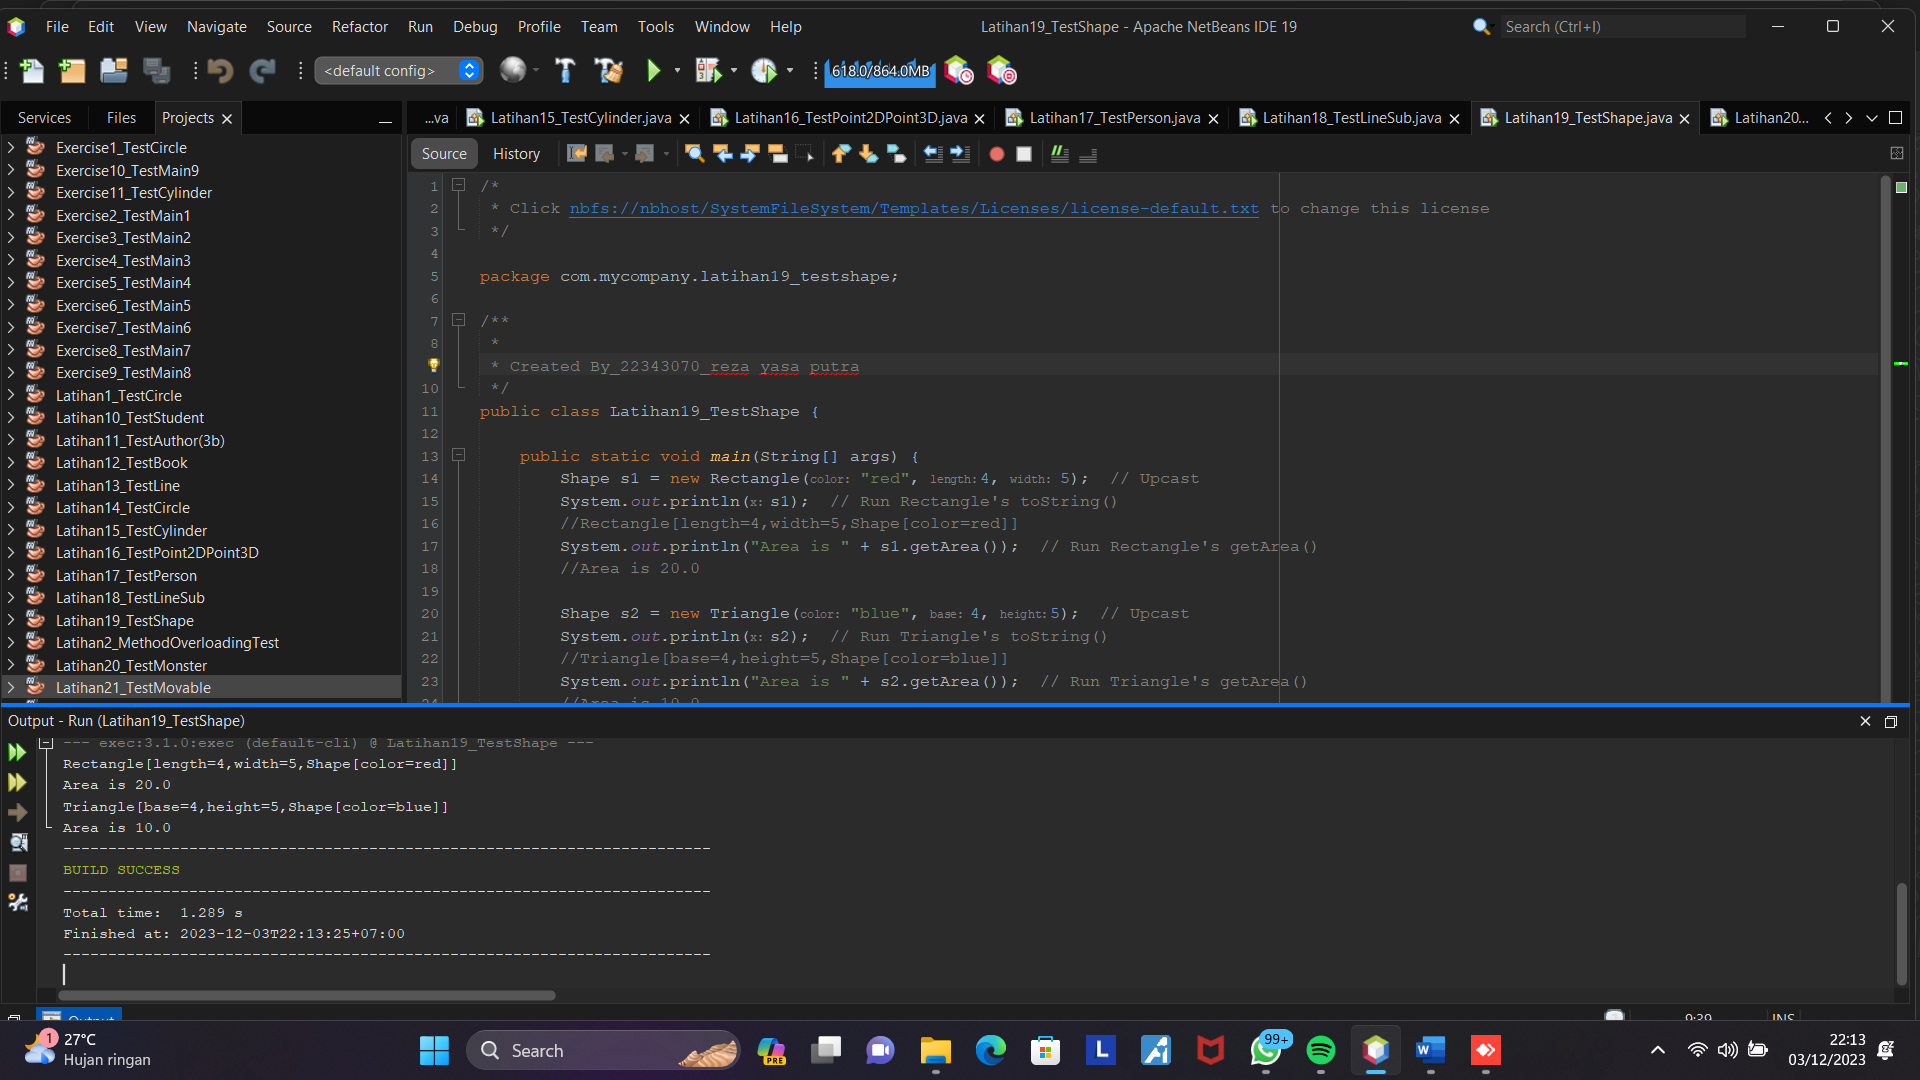 File Edit View Navigate Source Refactor Run Debug Profile Team Tools Window Help
Latihan19_TestShape - Apache NetBeans IDE 19
Search (Ctrl+I)
<default config>
618.0/864.0MB
Services Files Projects
...va Latihan15_TestCylinder.java Latihan16_TestPoint2DPoint3D.java Latihan17_TestPerson.java Latihan18_TestLineSub.java Latihan19_TestShape.java Latihan20...
Source History
Exercise1_TestCircle
Exercise10_TestMain9
Exercise11_TestCylinder
Exercise2_TestMain1
Exercise3_TestMain2
Exercise4_TestMain3
Exercise5_TestMain4
Exercise6_TestMain5
Exercise7_TestMain6
Exercise8_TestMain7
Exercise9_TestMain8
Latihan1_TestCircle
Latihan10_TestStudent
Latihan11_TestAuthor(3b)
Latihan12_TestBook
Latihan13_TestLine
Latihan14_TestCircle
Latihan15_TestCylinder
Latihan16_TestPoint2DPoint3D
Latihan17_TestPerson
Latihan18_TestLineSub
Latihan19_TestShape
Latihan2_MethodOverloadingTest
Latihan20_TestMonster
Latihan21_TestMovable
1 /*
2 * Click nbfs://nbhost/SystemFileSystem/Templates/Licenses/license-default.txt to change this license
3 */
4
5 package com.mycompany.latihan19_testshape;
6
7 /**
8 *
* Created By_22343070_reza yasa putra
10 */
11 public class Latihan19_TestShape {
12
13 public static void main(String[] args) {
14 Shape s1 = new Rectangle(color: "red", length: 4, width: 5); // Upcast
15 System.out.println(x: s1); // Run Rectangle's toString()
16 //Rectangle[length=4,width=5,Shape[color=red]]
17 System.out.println("Area is " + s1.getArea()); // Run Rectangle's getArea()
18 //Area is 20.0
19
20 Shape s2 = new Triangle(color: "blue", base: 4, height: 5); // Upcast
21 System.out.println(x: s2); // Run Triangle's toString()
22 //Triangle[base=4,height=5,Shape[color=blue]]
23 System.out.println("Area is " + s2.getArea()); // Run Triangle's getArea()
24 //Area is 10.0
Output - Run (Latihan19_TestShape)
--- exec:3.1.0:exec (default-cli) @ Latihan19_TestShape ---
Rectangle[length=4,width=5,Shape[color=red]]
Area is 20.0
Triangle[base=4,height=5,Shape[color=blue]]
Area is 10.0
------------------------------------------------------------------------
BUILD SUCCESS
------------------------------------------------------------------------
Total time:  1.289 s
Finished at: 2023-12-03T22:13:25+07:00
------------------------------------------------------------------------
Output
9:39 INS
1
27°C
Hujan ringan
Search
PRE
L
99+
W
22:13
03/12/2023